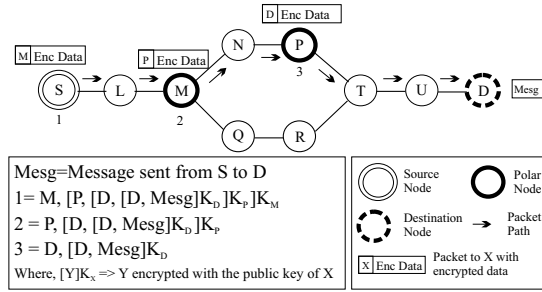 D Enc Data
M Enc Data
P Enc Data
N
P
3
S
1
L
M
2
T
U
D
Mesg
Q
R
Mesg=Message sent from S to D
1= M, [P, [D, [D, Mesg]K_D]K_P]K_M
2 = P, [D, [D, Mesg]K_D]K_P
3 = D, [D, Mesg]K_D
Where, [Y]K_X => Y encrypted with the public key of X
Source
Node
Polar
Node
Destination
Node
Packet
Path
X Enc Data
Packet to X with
encrypted data